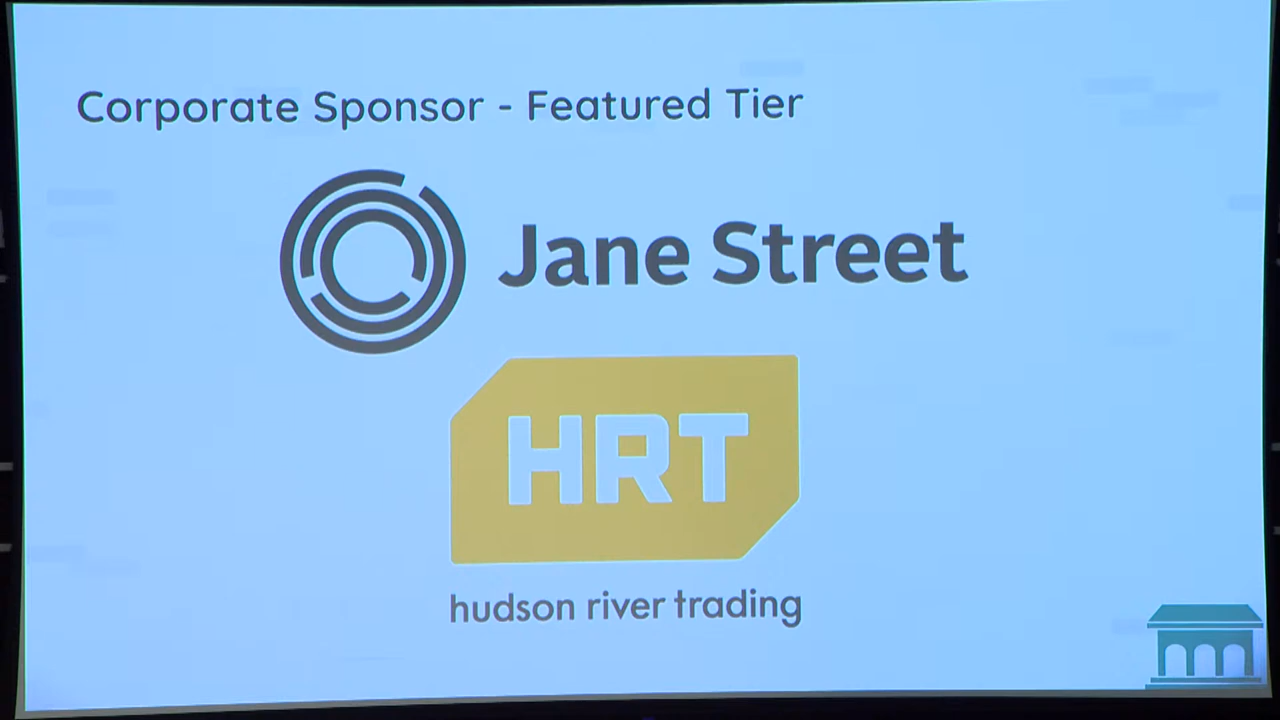 Corporate Sponsor - Featured Tier
Jane Street
HRT
hudson river trading